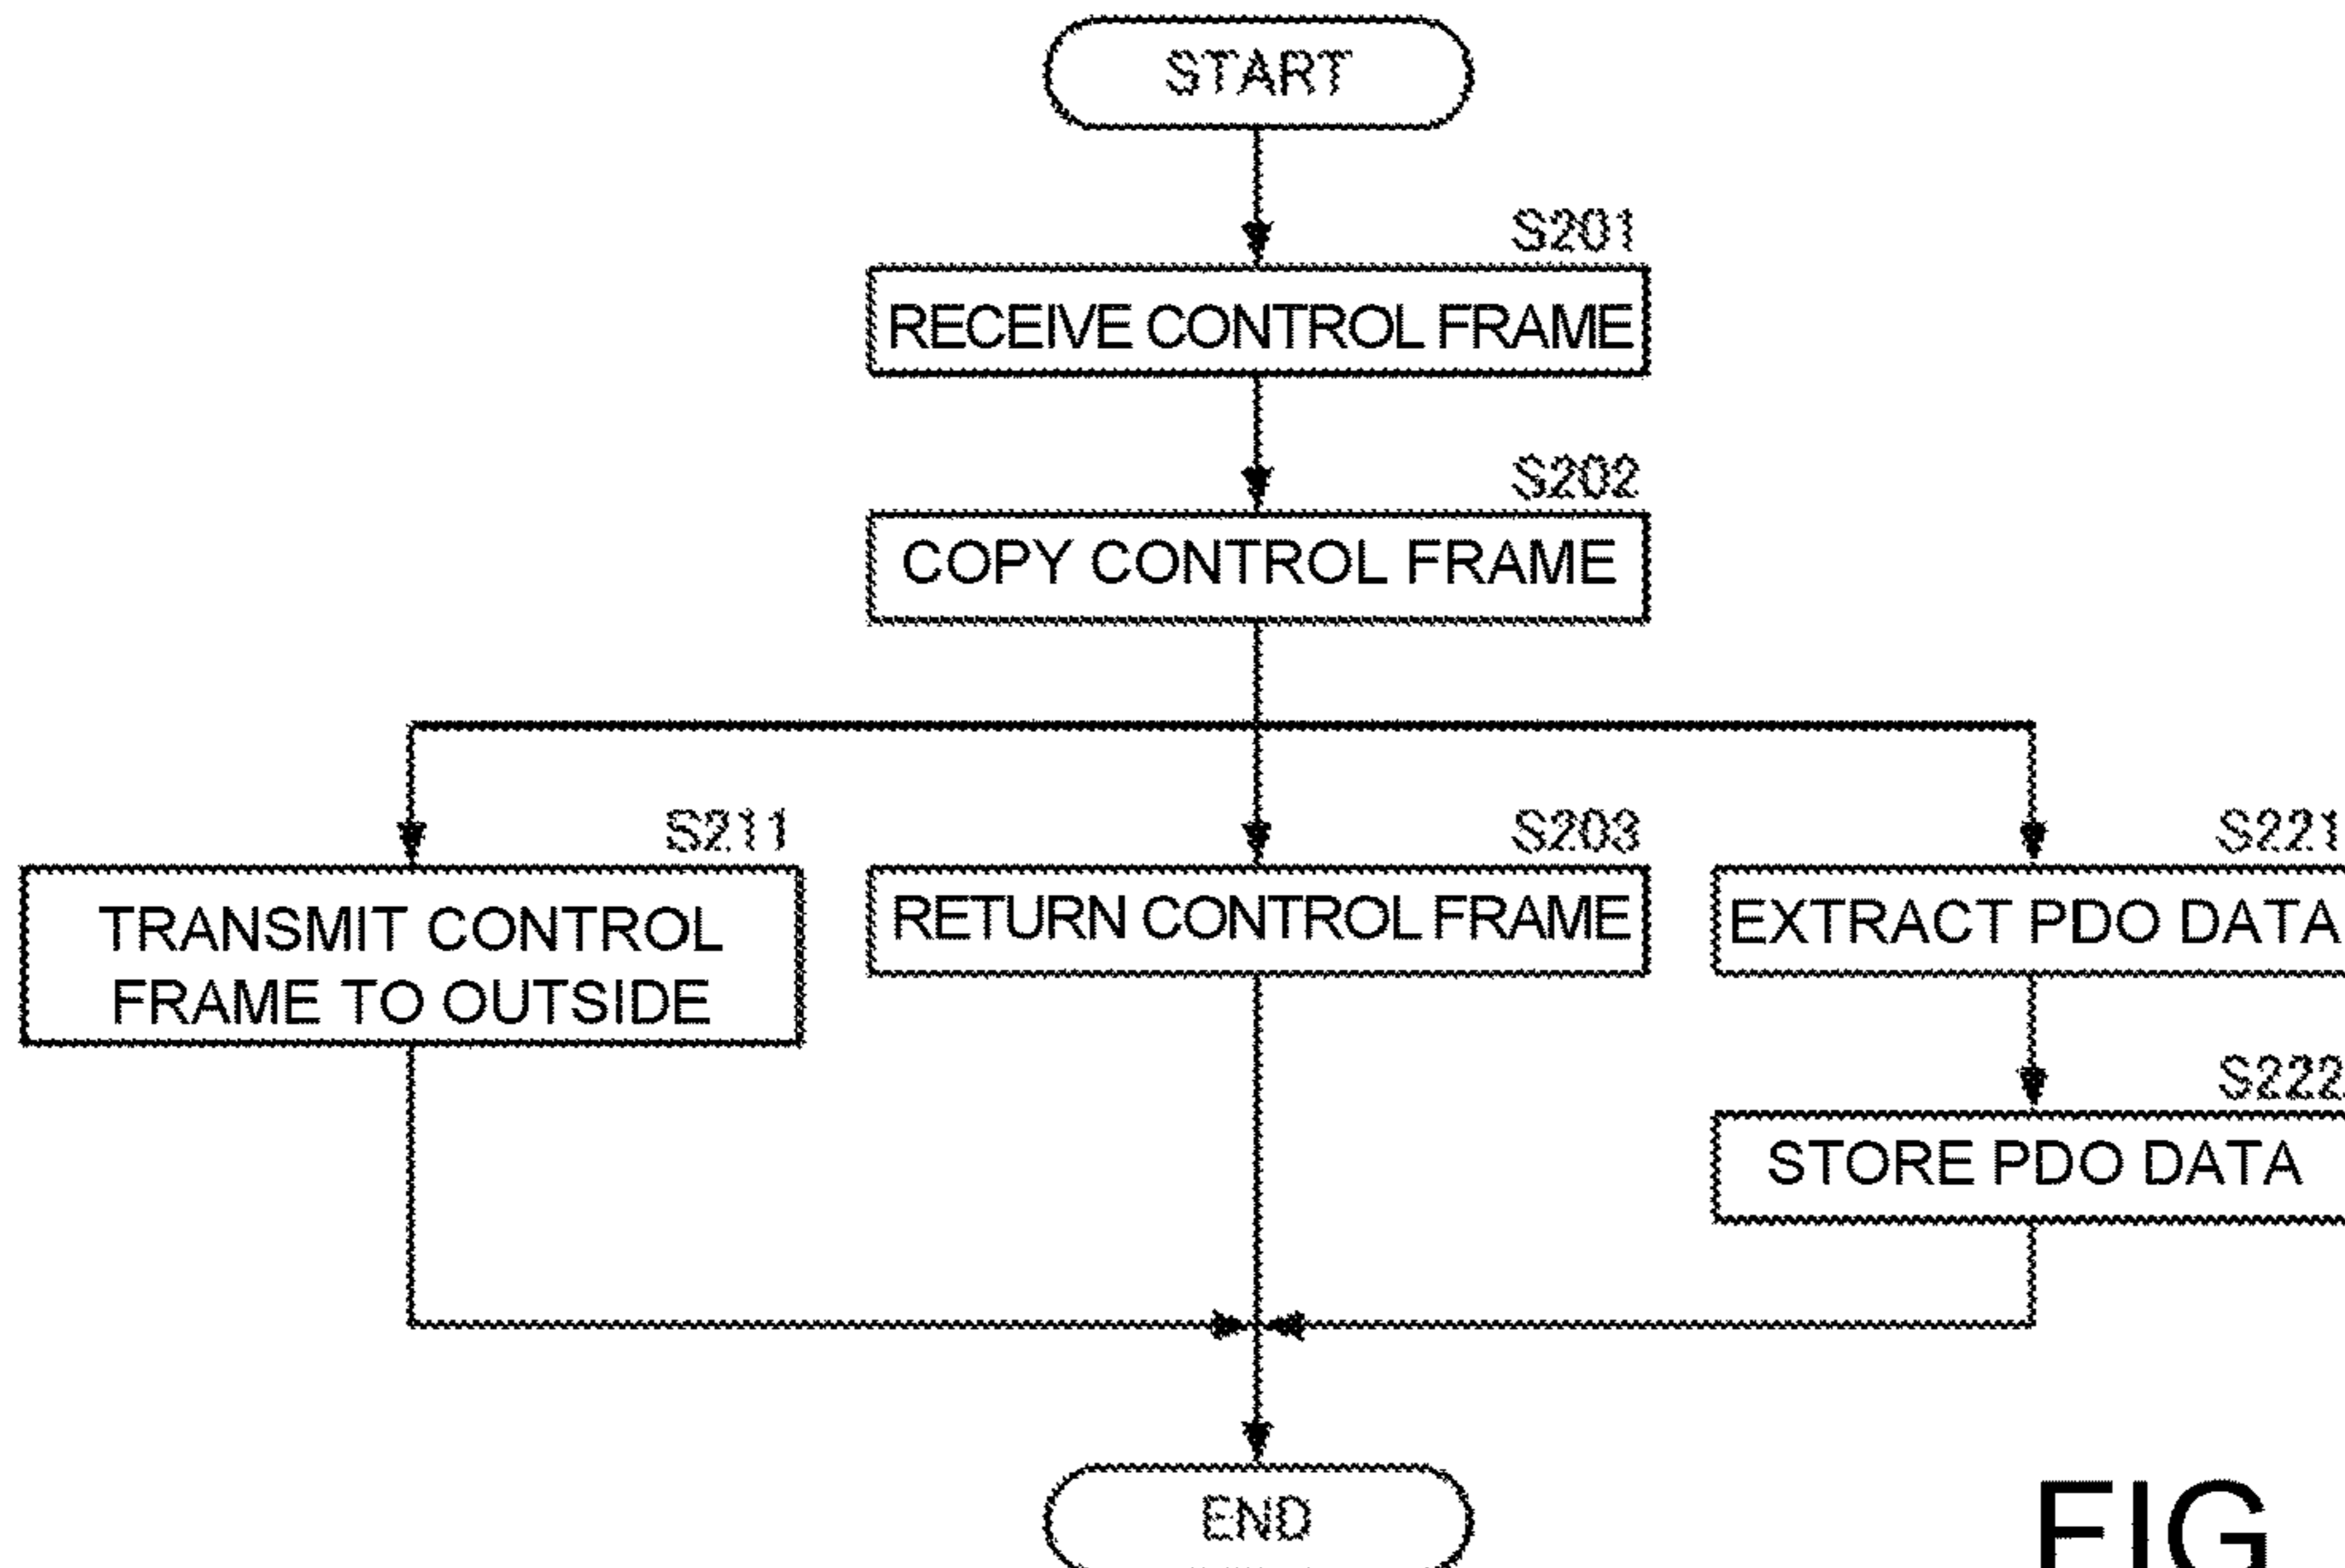 START
S201
RECEIVE CONTROL FRAME
S202
COPY CONTROL FRAME
S211
TRANSMIT CONTROL
FRAME TO OUTSIDE
S203
RETURN CONTROL FRAME
S221
EXTRACT PDO DATA
S222
STORE PDO DATA
END
FIG